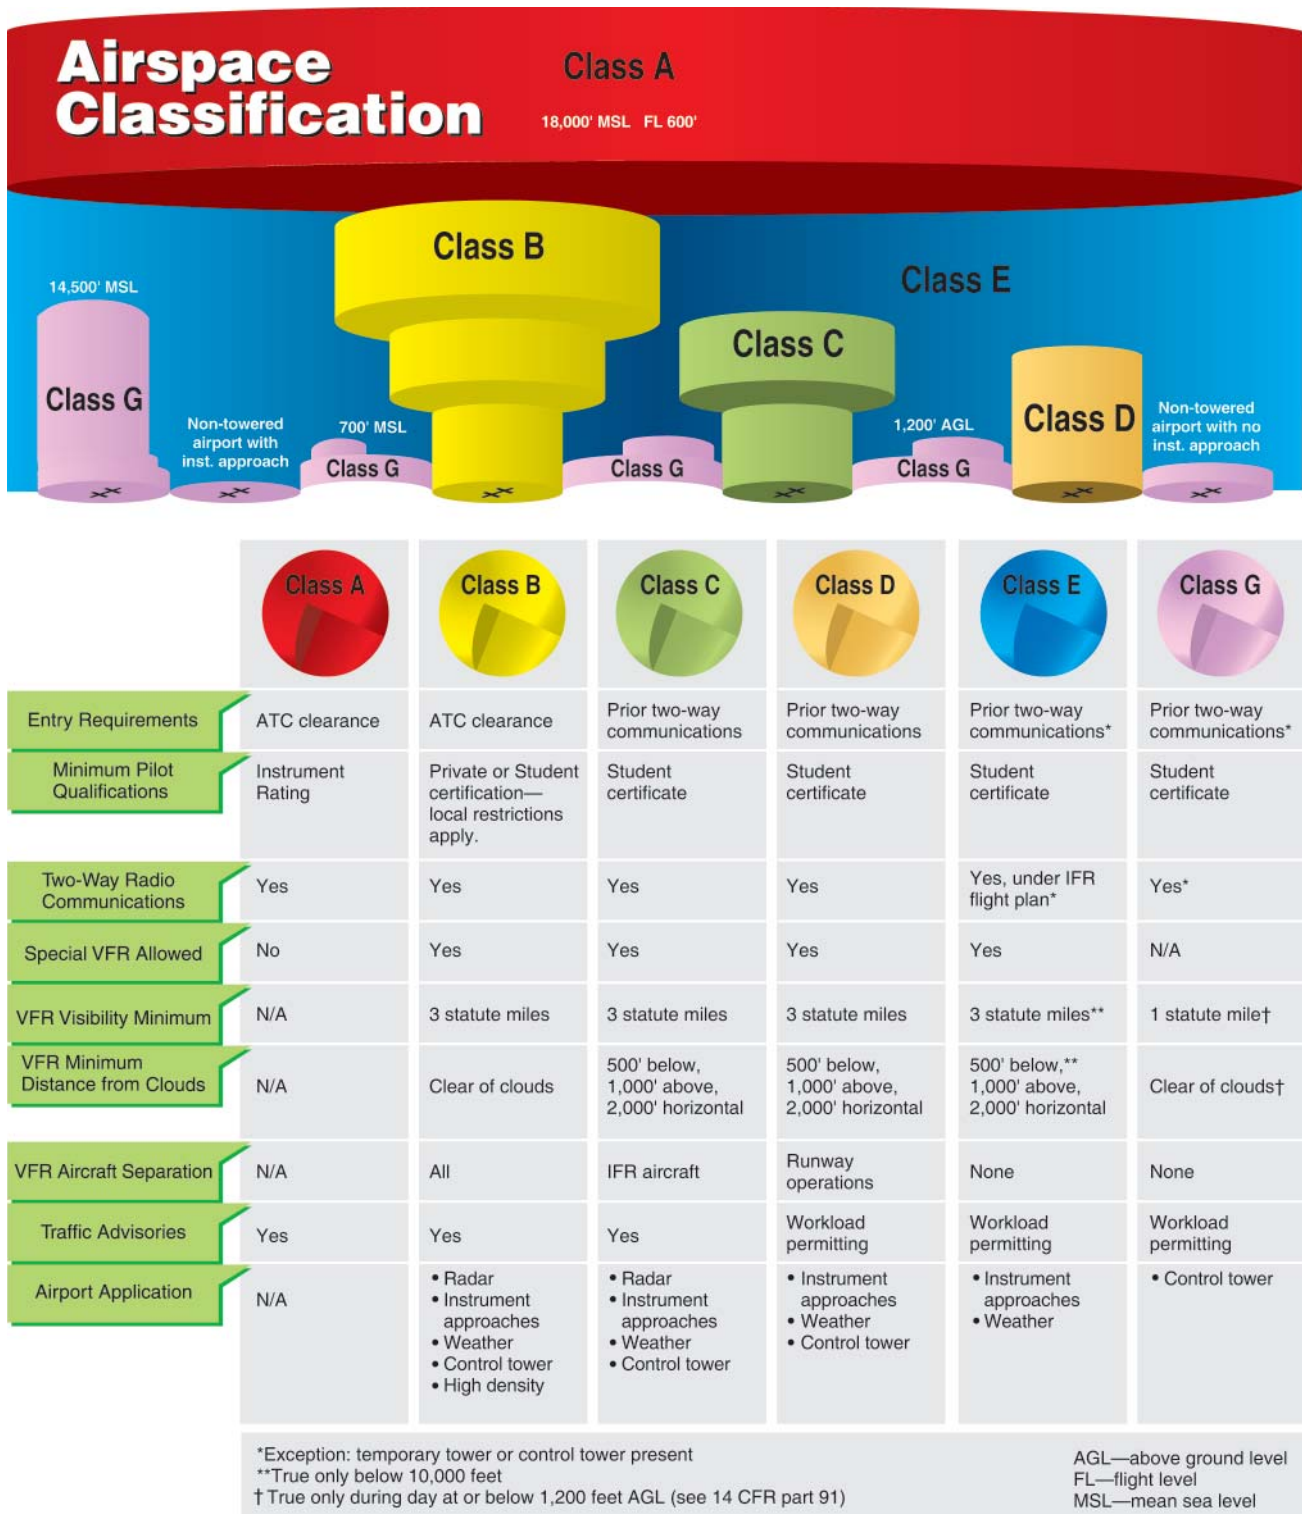 Airspace
Classification
Class A
18,000' MSL FL 600'
Class B
Class E
14,500' MSL
Class C
Class G
Class D
Non-towered
airport with
inst. approach
700' MSL
Class G
Class G
1,200' AGL
Class G
Non-towered
airport with no
inst. approach
Class A
Class B
Class C
Class D
Class E
Class G
Entry Requirements
ATC clearance
ATC clearance
Prior two-way
communications
Prior two-way
communications
Prior two-way
communications*
Prior two-way
communications*
Minimum Pilot
Qualifications
Instrument
Rating
Private or Student
certification—
local restrictions
apply.
Student
certificate
Student
certificate
Student
certificate
Student
certificate
Two-Way Radio
Communications
Yes
Yes
Yes
Yes
Yes, under IFR
flight plan*
Yes*
Special VFR Allowed
No
Yes
Yes
Yes
Yes
N/A
VFR Visibility Minimum
N/A
3 statute miles
3 statute miles
3 statute miles
3 statute miles**
1 statute mile†
VFR Minimum
Distance from Clouds
N/A
Clear of clouds
500' below,
1,000' above,
2,000' horizontal
500' below,
1,000' above,
2,000' horizontal
500' below,**
1,000' above,
2,000' horizontal
Clear of clouds†
VFR Aircraft Separation
N/A
All
IFR aircraft
Runway
operations
None
None
Traffic Advisories
Yes
Yes
Yes
Workload
permitting
Workload
permitting
Workload
permitting
Airport Application
N/A
• Radar
• Instrument
approaches
• Weather
• Control tower
• High density
• Radar
• Instrument
approaches
• Weather
• Control tower
• Instrument
approaches
• Weather
• Control tower
• Instrument
approaches
• Weather
• Control tower
*Exception: temporary tower or control tower present
**True only below 10,000 feet
† True only during day at or below 1,200 feet AGL (see 14 CFR part 91)
AGL—above ground level
FL—flight level
MSL—mean sea level